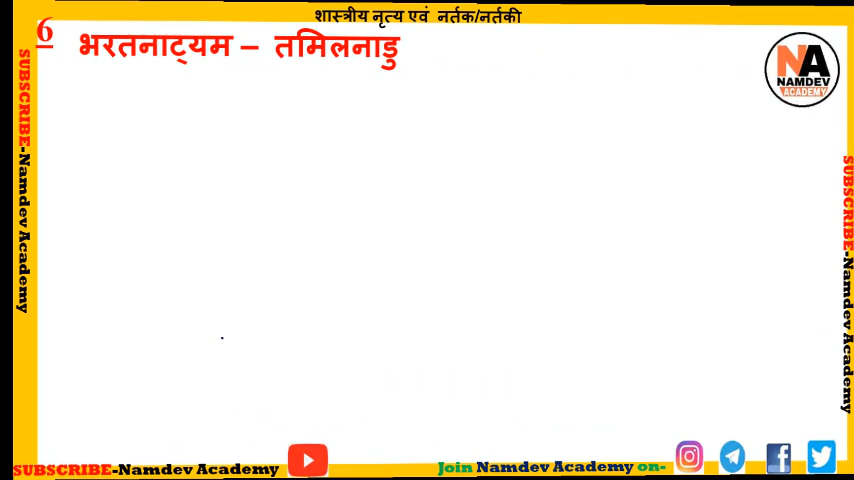 शास्त्रीय नृत्य एवं नर्तक/नर्तकी
6 भरतनाट्यम – तमिलनाडु
NA
NAMDEV
ACADEMY
SUBSCRIBE-Namdev Academy
SUBSCRIBE-Namdev Academy
SUBSCRIBE-Namdev Academy
Join Namdev Academy on-